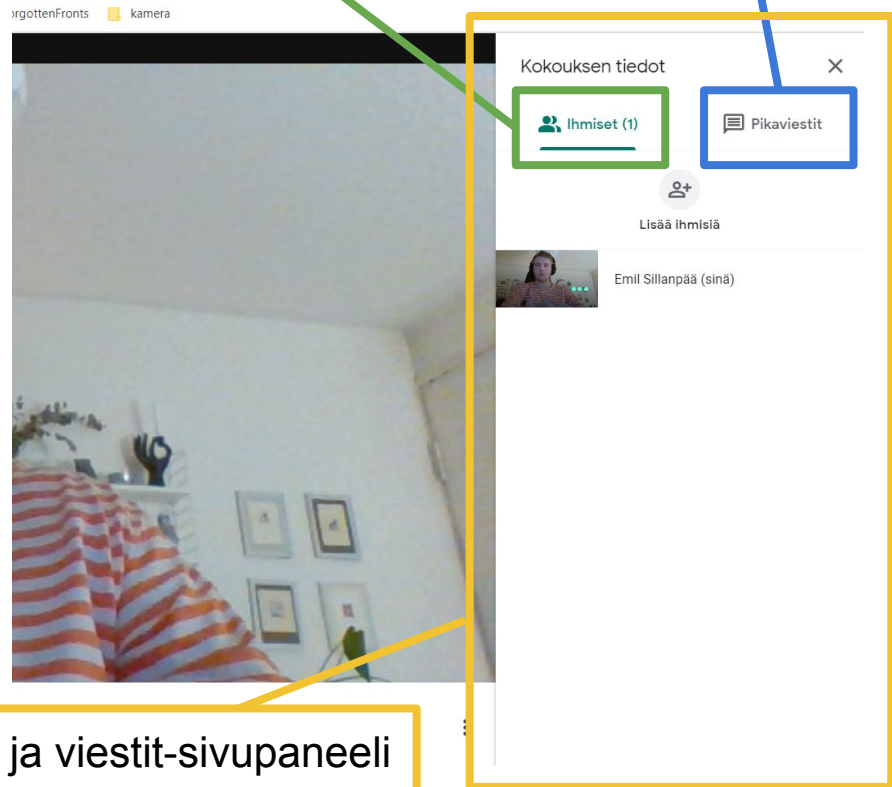 orgottenFronts kamera
Kokouksen tiedot
Ihmiset (1) Pikaviestit
Lisää ihmisiä
Emil Sillanpää (sinä)
ja viestit-sivupaneeli